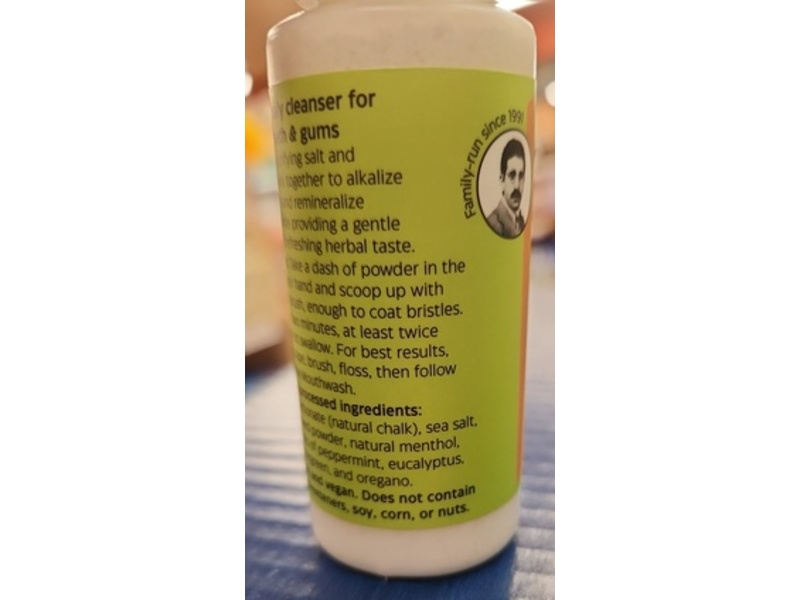 cleanser for
& gums
salt and
together to alkalize
remineralize
providing a gentle
herbal taste.
a dash of powder in the
hand and scoop up with
enough to coat bristles.
minutes, at least twice
swallow. For best results,
brush, floss, then follow
mouthwash.
ingredients:
(natural chalk), sea salt,
powder, natural menthol,
of peppermint, eucalyptus,
and oregano.
and vegan. Does not contain
soy, corn, or nuts.
Family-run since 1991